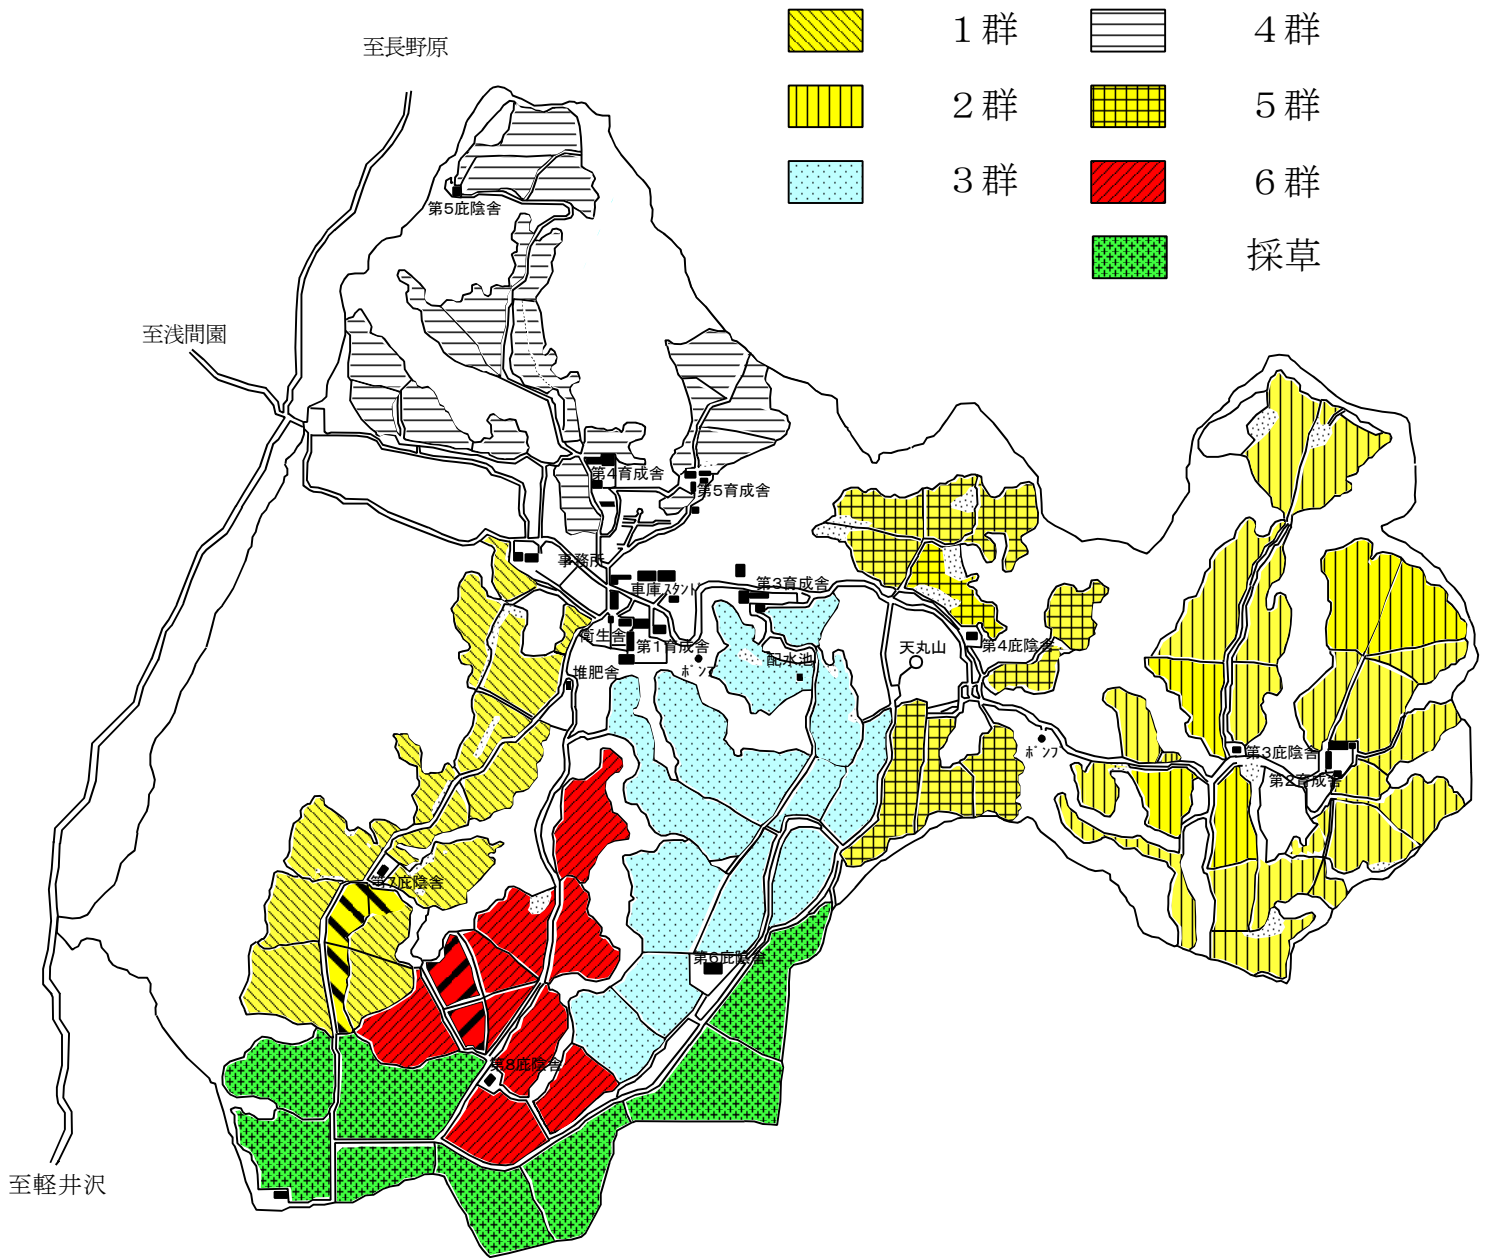 １群
４群
至長野原
２群
５群
３群
６群
第5庇陰舎
採草
至浅間園
第4育成舎
第5育成舎
事務所
車庫スタンド
第3育成舎
衛生舎
第1育成舎
第4庇陰舎
天丸山
配水池
ﾎﾟﾝﾌﾟ
堆肥舎
ﾎﾟﾝﾌﾟ
第3庇陰舎
第2育成舎
第7庇陰舎
第6庇陰舎
第8庇陰舎
至軽井沢